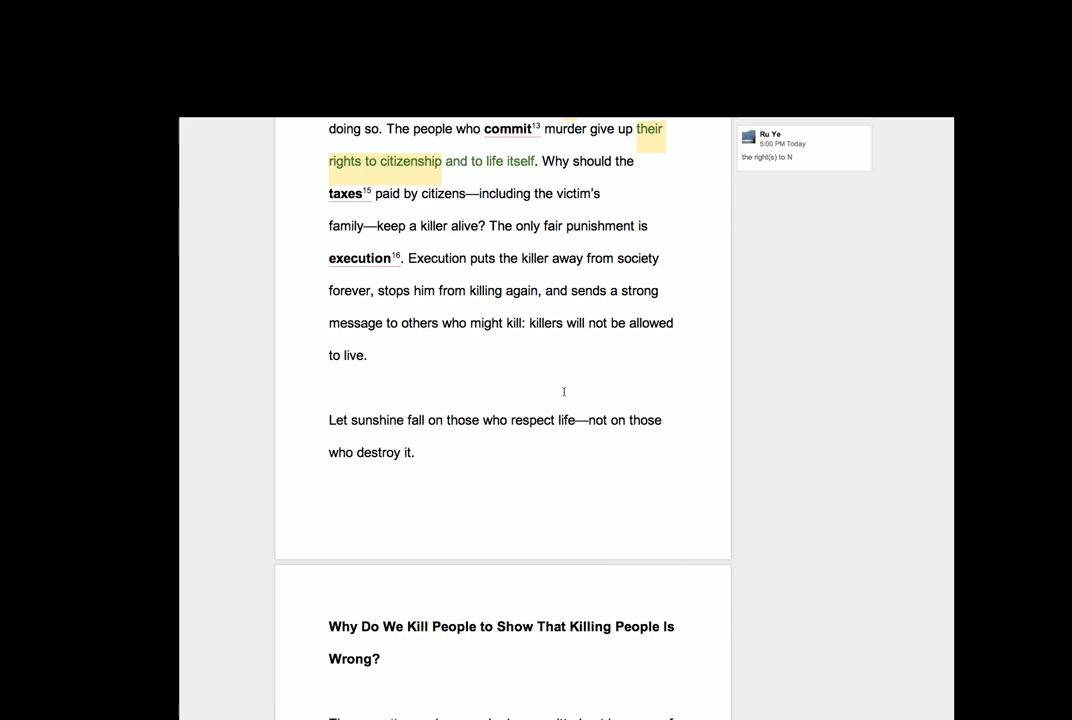 doing so. The people who commit¹³ murder give up their
rights to citizenship and to life itself. Why should the
taxes¹⁵ paid by citizens—including the victim's
family—keep a killer alive? The only fair punishment is
execution¹⁶. Execution puts the killer away from society
forever, stops him from killing again, and sends a strong
message to others who might kill: killers will not be allowed
to live.
Let sunshine fall on those who respect life—not on those
who destroy it.
Why Do We Kill People to Show That Killing People Is
Wrong?
Ru Ye
5:00 PM Today
the right(s) to N